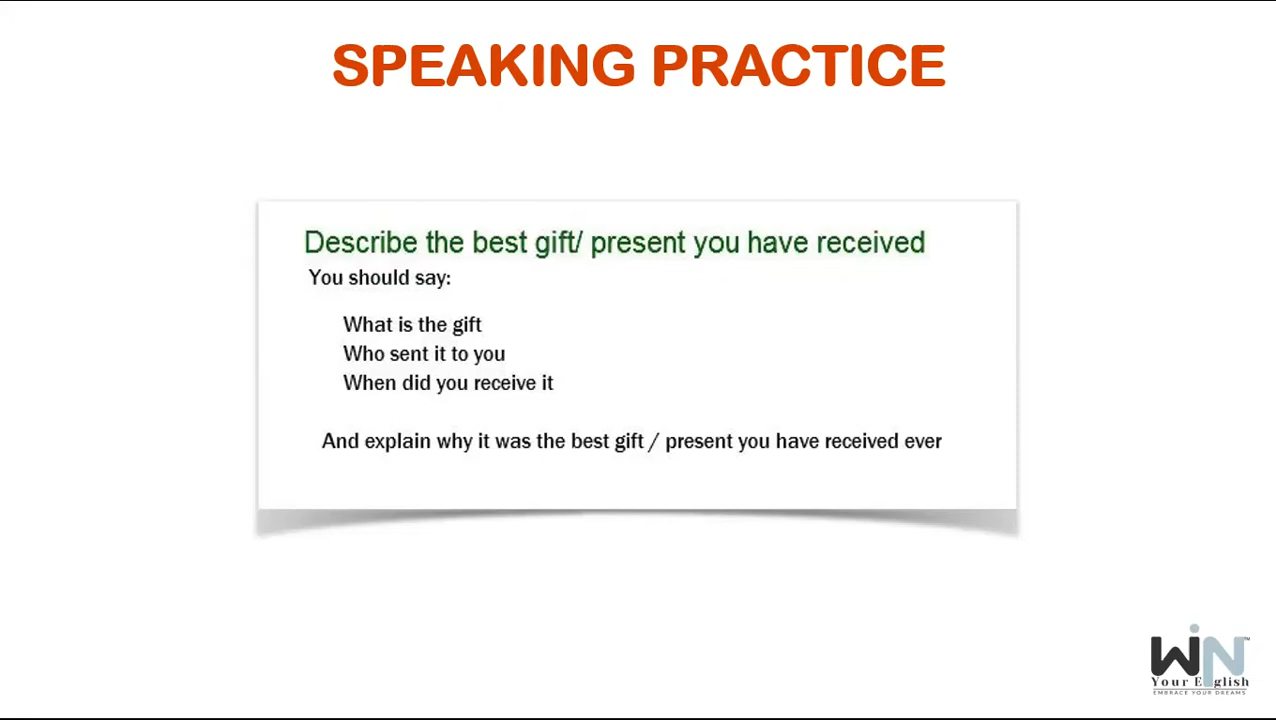 SPEAKING PRACTICE
Describe the best gift/ present you have received
You should say:
What is the gift
Who sent it to you
When did you receive it
And explain why it was the best gift / present you have received ever
WiN™
Your English
EMBRACE YOUR DREAMS